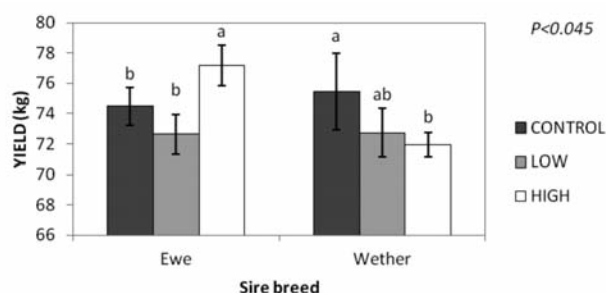 80
78
76
74
72
70
68
66
YIELD (kg)
b
b
a
a
ab
b
P<0.045
CONTROL
LOW
HIGH
Ewe
Wether
Sire breed